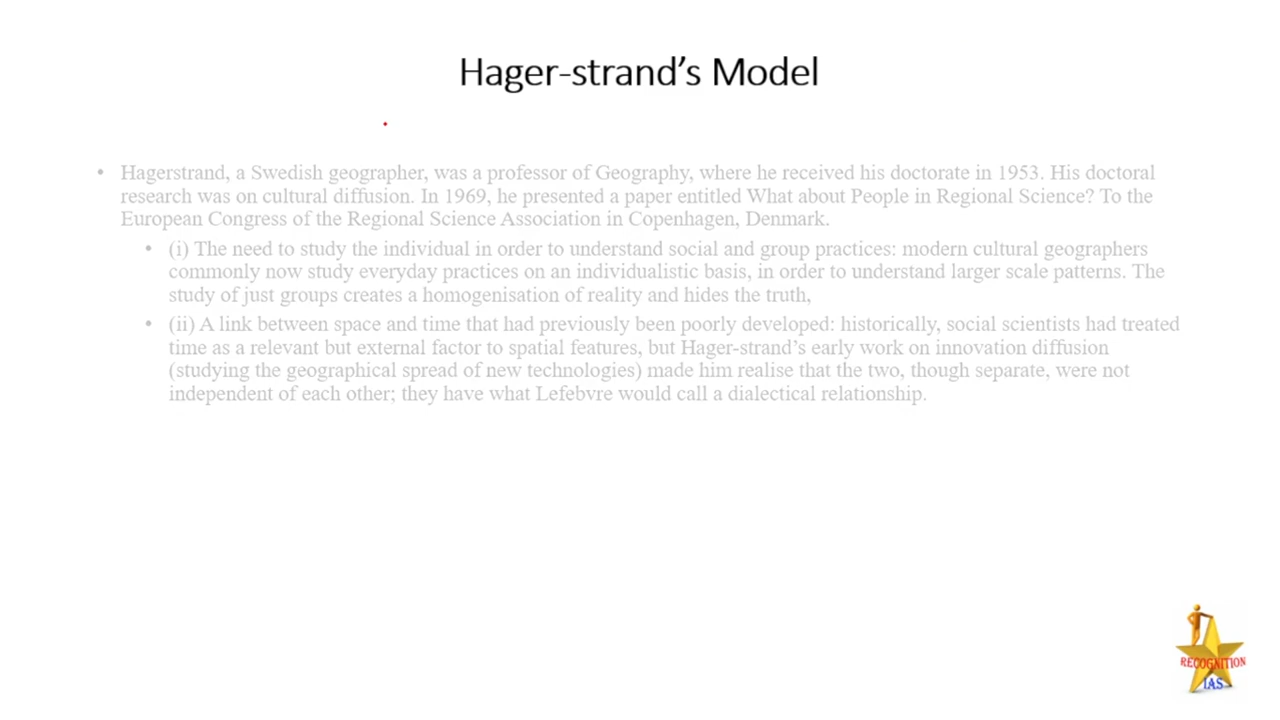 Hager-strand's Model
• Hagerstrand, a Swedish geographer, was a professor of Geography, where he received his doctorate in 1953. His doctoral
research was on cultural diffusion. In 1969, he presented a paper entitled What about People in Regional Science? To the
European Congress of the Regional Science Association in Copenhagen, Denmark.
• (i) The need to study the individual in order to understand social and group practices: modern cultural geographers
commonly now study everyday practices on an individualistic basis, in order to understand larger scale patterns. The
study of just groups creates a homogenisation of reality and hides the truth,
• (ii) A link between space and time that had previously been poorly developed: historically, social scientists had treated
time as a relevant but external factor to spatial features, but Hager-strand's early work on innovation diffusion
(studying the geographical spread of new technologies) made him realise that the two, though separate, were not
independent of each other; they have what Lefebvre would call a dialectical relationship.
RECOGNITION
IAS